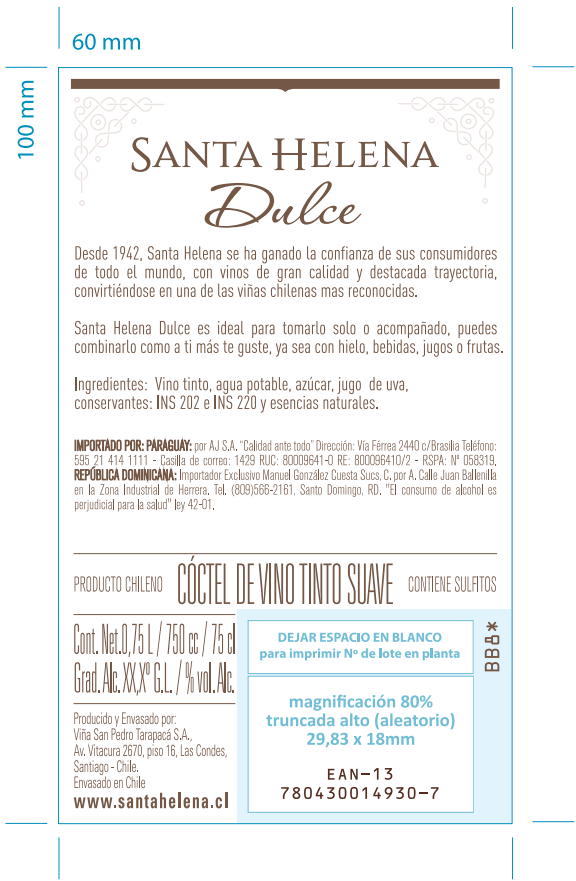 60 mm
100 mm
SANTA HELENA
Dulce
Desde 1942, Santa Helena se ha ganado la confianza de sus consumidores
de todo el mundo, con vinos de gran calidad y destacada trayectoria,
convirtiéndose en una de las viñas chilenas mas reconocidas.
Santa Helena Dulce es ideal para tomarlo solo o acompañado, puedes
combinarlo como a ti más te guste, ya sea con hielo, bebidas, jugos o frutas.
Ingredientes: Vino tinto, agua potable, azúcar, jugo de uva,
conservantes: INS 202 e INS 220 y esencias naturales.
IMPORTADO POR: PARAGUAY: por AJ S.A. "Calidad ante todo" Dirección: Vía Férrea 2440 c/Brasilia Teléfono:
595 21 414 1111 - Casilla de correo: 1429 RUC: 80009641-0 RE: 800096410/2 - RSPA: Nº 058319.
REPÚBLICA DOMINICANA: Importador Exclusivo Manuel González Cuesta Sucs, C. por A. Calle Juan Ballenilla
en la Zona Industrial de Herrera. Tel. (809)566-2161, Santo Domingo, RD. "El consumo de alcohol es
perjudicial para la salud" ley 42-01.
PRODUCTO CHILENO CÓCTEL DE VINO TINTO SUAVE CONTIENE SULFITOS
Cont. Net.0,75 L / 750 cc / 75 cl
Grad. Alc. XX,Xº G.L. / % vol. Alc.
Producido y Envasado por:
Viña San Pedro Tarapacá S.A.,
Av. Vitacura 2670, piso 16, Las Condes,
Santiago - Chile.
Envasado en Chile
www.santahelena.cl
DEJAR ESPACIO EN BLANCO
para imprimir Nº de lote en planta
magnificación 80%
truncada alto (aleatorio)
29,83 x 18mm
EAN-13
780430014930-7